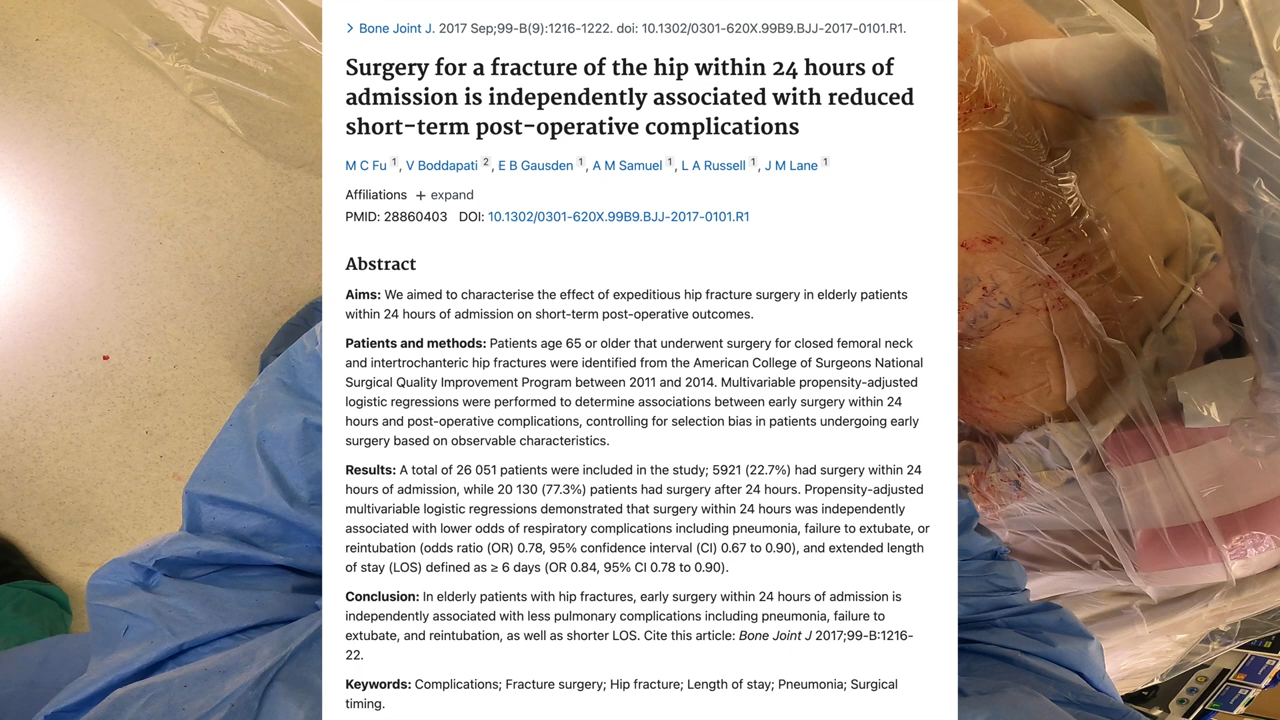 > Bone Joint J. 2017 Sep;99-B(9):1216-1222. doi: 10.1302/0301-620X.99B9.BJJ-2017-0101.R1.
Surgery for a fracture of the hip within 24 hours of
admission is independently associated with reduced
short-term post-operative complications
M C Fu 1, V Boddapati 2, E B Gausden 1, A M Samuel 1, L A Russell 1, J M Lane 1
Affiliations + expand
PMID: 28860403 DOI: 10.1302/0301-620X.99B9.BJJ-2017-0101.R1
Abstract
Aims: We aimed to characterise the effect of expeditious hip fracture surgery in elderly patients
within 24 hours of admission on short-term post-operative outcomes.
Patients and methods: Patients age 65 or older that underwent surgery for closed femoral neck
and intertrochanteric hip fractures were identified from the American College of Surgeons National
Surgical Quality Improvement Program between 2011 and 2014. Multivariable propensity-adjusted
logistic regressions were performed to determine associations between early surgery within 24
hours and post-operative complications, controlling for selection bias in patients undergoing early
surgery based on observable characteristics.
Results: A total of 26 051 patients were included in the study; 5921 (22.7%) had surgery within 24
hours of admission, while 20 130 (77.3%) patients had surgery after 24 hours. Propensity-adjusted
multivariable logistic regressions demonstrated that surgery within 24 hours was independently
associated with lower odds of respiratory complications including pneumonia, failure to extubate, or
reintubation (odds ratio (OR) 0.78, 95% confidence interval (CI) 0.67 to 0.90), and extended length
of stay (LOS) defined as ≥ 6 days (OR 0.84, 95% CI 0.78 to 0.90).
Conclusion: In elderly patients with hip fractures, early surgery within 24 hours of admission is
independently associated with less pulmonary complications including pneumonia, failure to
extubate, and reintubation, as well as shorter LOS. Cite this article: Bone Joint J 2017;99-B:1216-
22.
Keywords: Complications; Fracture surgery; Hip fracture; Length of stay; Pneumonia; Surgical
timing.